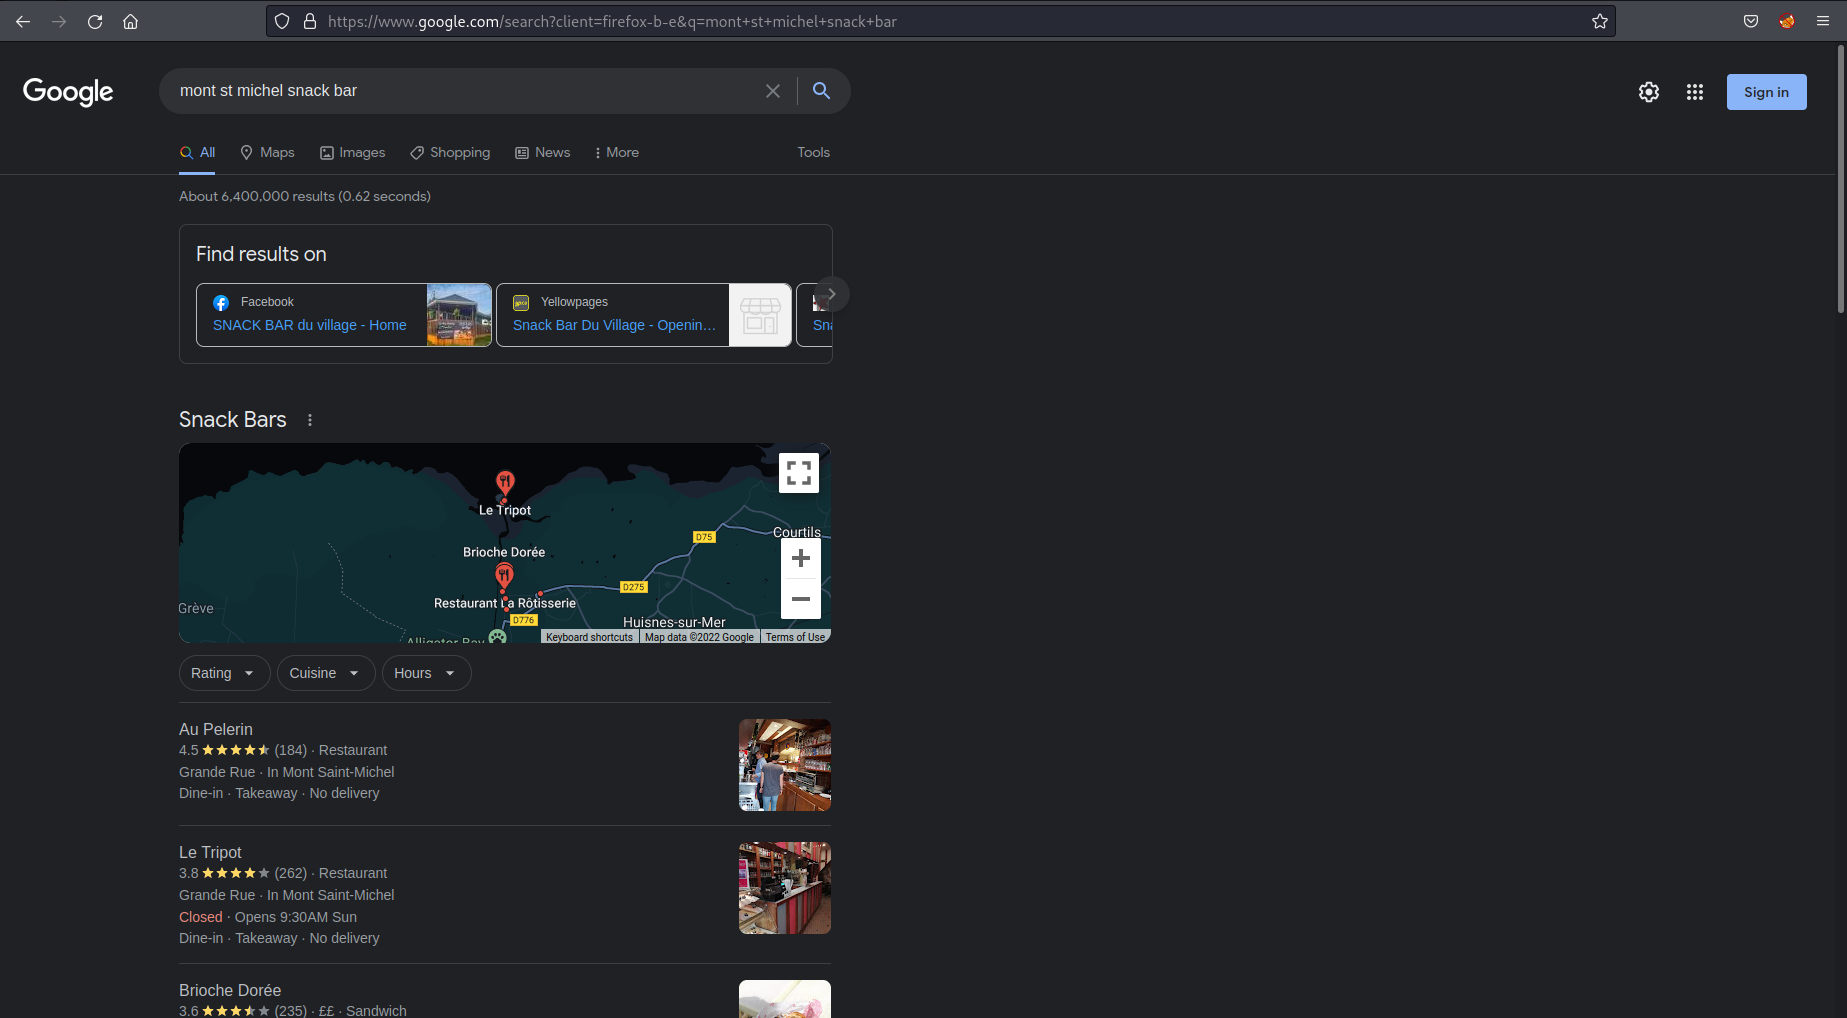 https://www.google.com/search?client=firefox-b-e&q=mont+st+michel+snack+bar
Google
mont st michel snack bar
Sign in
All
Maps
Images
Shopping
News
More
Tools
About 6,400,000 results (0.62 seconds)
Find results on
Facebook
SNACK BAR du village - Home
Yellowpages
Snack Bar Du Village - Openin...
Sna
Snack Bars
Le Tripot
Courtils
D75
Brioche Dorée
D275
Restaurant La Rôtisserie
Grève
D776
Huisnes-sur-Mer
Alligator Bay
Keyboard shortcuts
Map data ©2022 Google
Terms of Use
Rating
Cuisine
Hours
Au Pelerin
4.5 (184) · Restaurant
Grande Rue · In Mont Saint-Michel
Dine-in · Takeaway · No delivery
Le Tripot
3.8 (262) · Restaurant
Grande Rue · In Mont Saint-Michel
Closed · Opens 9:30AM Sun
Dine-in · Takeaway · No delivery
Brioche Dorée
3.6 (235) · ££ · Sandwich